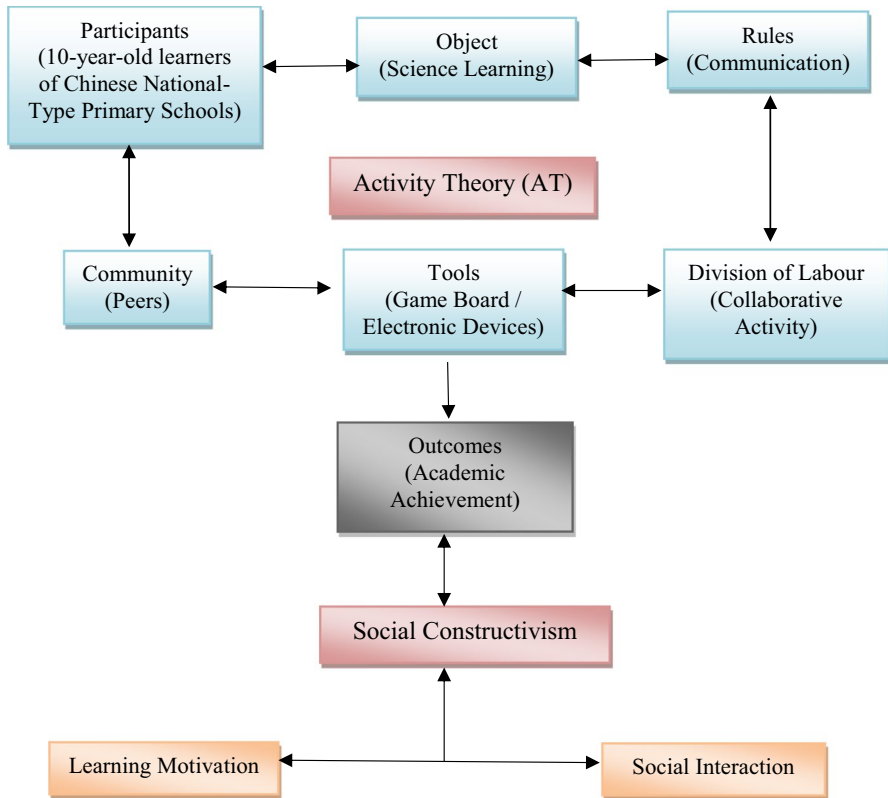 Participants
(10-year-old learners
of Chinese National-
Type Primary Schools)
Object
(Science Learning)
Rules
(Communication)
Activity Theory (AT)
Community
(Peers)
Tools
(Game Board /
Electronic Devices)
Division of Labour
(Collaborative
Activity)
Outcomes
(Academic
Achievement)
Social Constructivism
Learning Motivation
Social Interaction